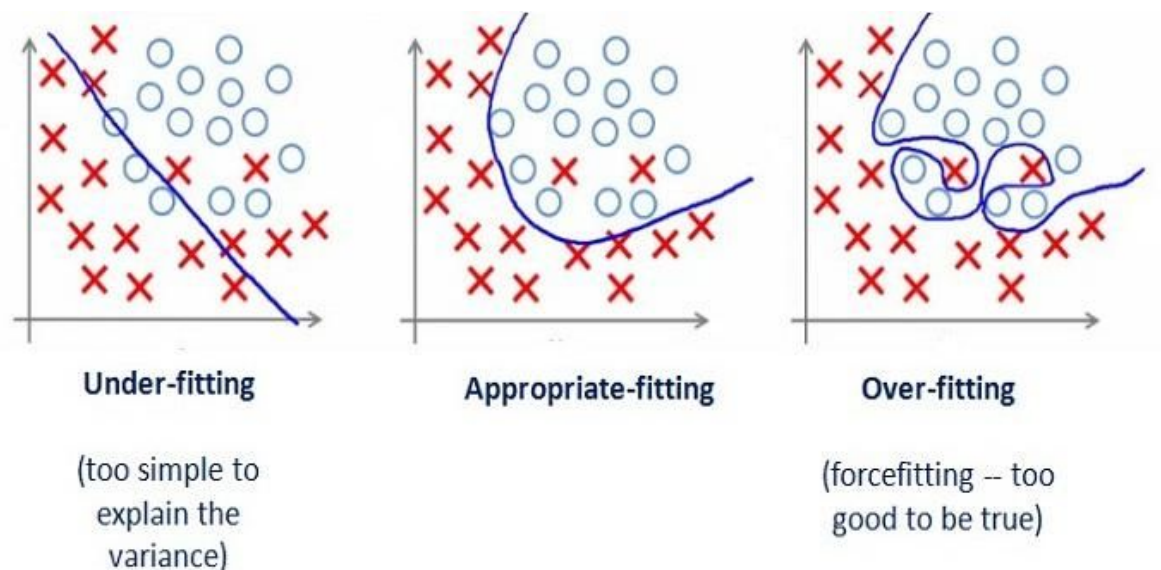 Under-fitting
Appropriate-fitting
Over-fitting
(too simple to
explain the
variance)
(forcefitting -- too
good to be true)